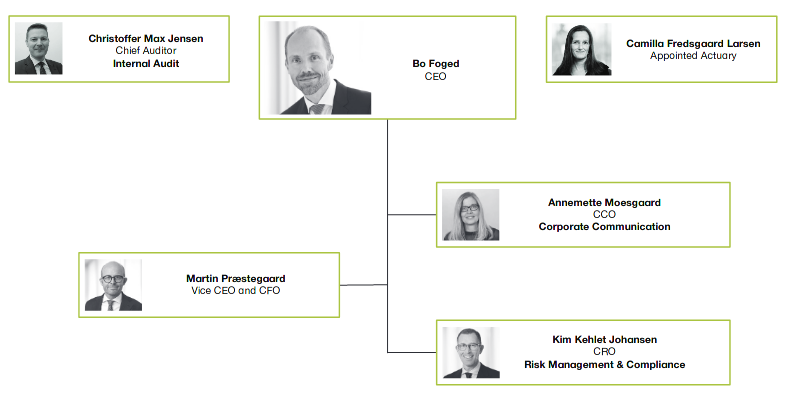 Christoffer Max Jensen
Chief Auditor
Internal Audit
Bo Foged
CEO
Camilla Fredsgaard Larsen
Appointed Actuary
Annemette Moesgaard
CCO
Corporate Communication
Martin Præstegaard
Vice CEO and CFO
Kim Kehlet Johansen
CRO
Risk Management & Compliance